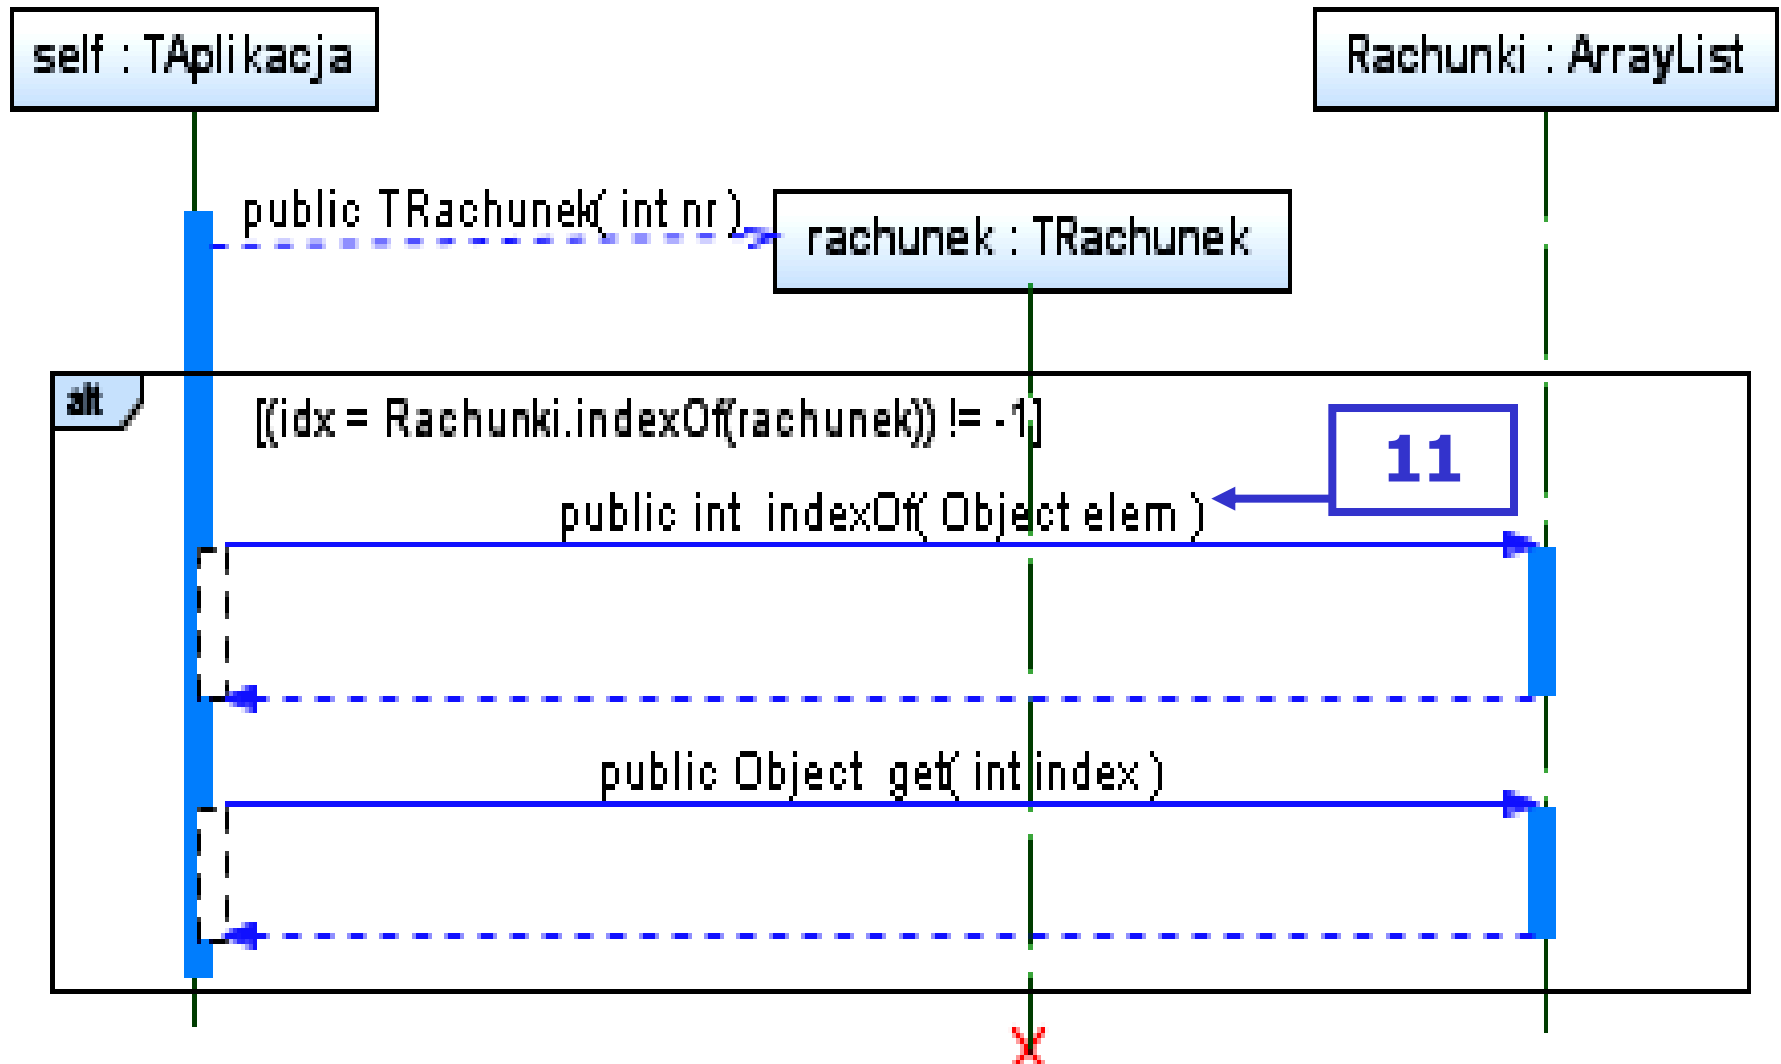 self : TAplikacja
Rachunki : ArrayList
public TRachunek( int nr )
rachunek : TRachunek
alt
[(idx = Rachunki.indexOf(rachunek)) != -1]
11
public int indexOf( Object elem )
public Object get( int index )